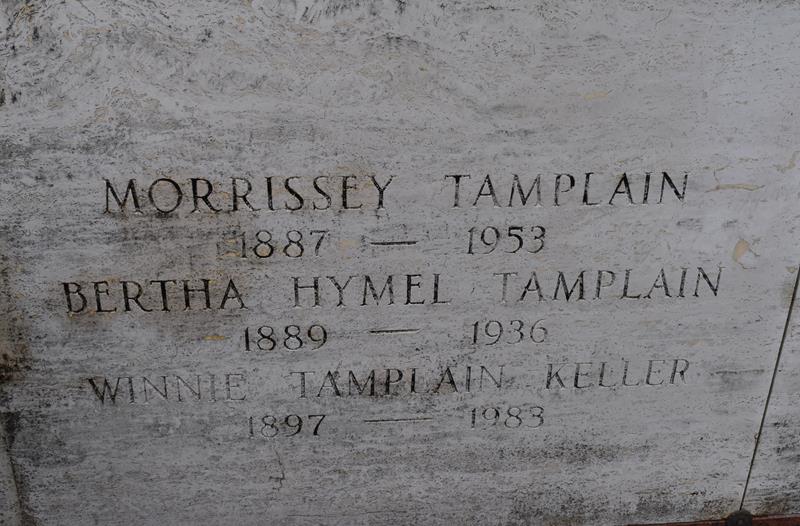 MORRISSEY TAMPLAIN
1887 — 1953
BERTHA HYMEL TAMPLAIN
1889 — 1936
WINNIE TAMPLAIN KELLER
1897 — 1983